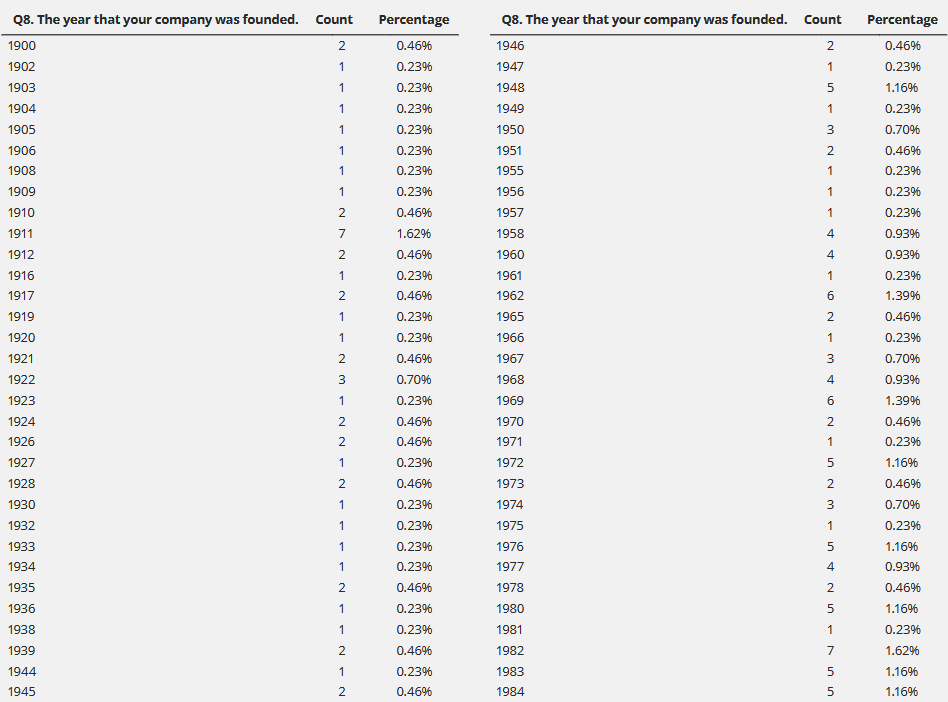 Q8. The year that your company was founded. Count Percentage
1900 2 0.46%
1902 1 0.23%
1903 1 0.23%
1904 1 0.23%
1905 1 0.23%
1906 1 0.23%
1908 1 0.23%
1909 1 0.23%
1910 2 0.46%
1911 7 1.62%
1912 2 0.46%
1916 1 0.23%
1917 2 0.46%
1919 1 0.23%
1920 1 0.23%
1921 2 0.46%
1922 3 0.70%
1923 1 0.23%
1924 2 0.46%
1926 2 0.46%
1927 1 0.23%
1928 2 0.46%
1930 1 0.23%
1932 1 0.23%
1933 1 0.23%
1934 1 0.23%
1935 2 0.46%
1936 1 0.23%
1938 1 0.23%
1939 2 0.46%
1944 1 0.23%
1945 2 0.46%
Q8. The year that your company was founded. Count Percentage
1946 2 0.46%
1947 1 0.23%
1948 5 1.16%
1949 1 0.23%
1950 3 0.70%
1951 2 0.46%
1955 1 0.23%
1956 1 0.23%
1957 1 0.23%
1958 4 0.93%
1960 4 0.93%
1961 1 0.23%
1962 6 1.39%
1965 2 0.46%
1966 1 0.23%
1967 3 0.70%
1968 4 0.93%
1969 6 1.39%
1970 2 0.46%
1971 1 0.23%
1972 5 1.16%
1973 2 0.46%
1974 3 0.70%
1975 1 0.23%
1976 5 1.16%
1977 4 0.93%
1978 2 0.46%
1980 5 1.16%
1981 1 0.23%
1982 7 1.62%
1983 5 1.16%
1984 5 1.16%